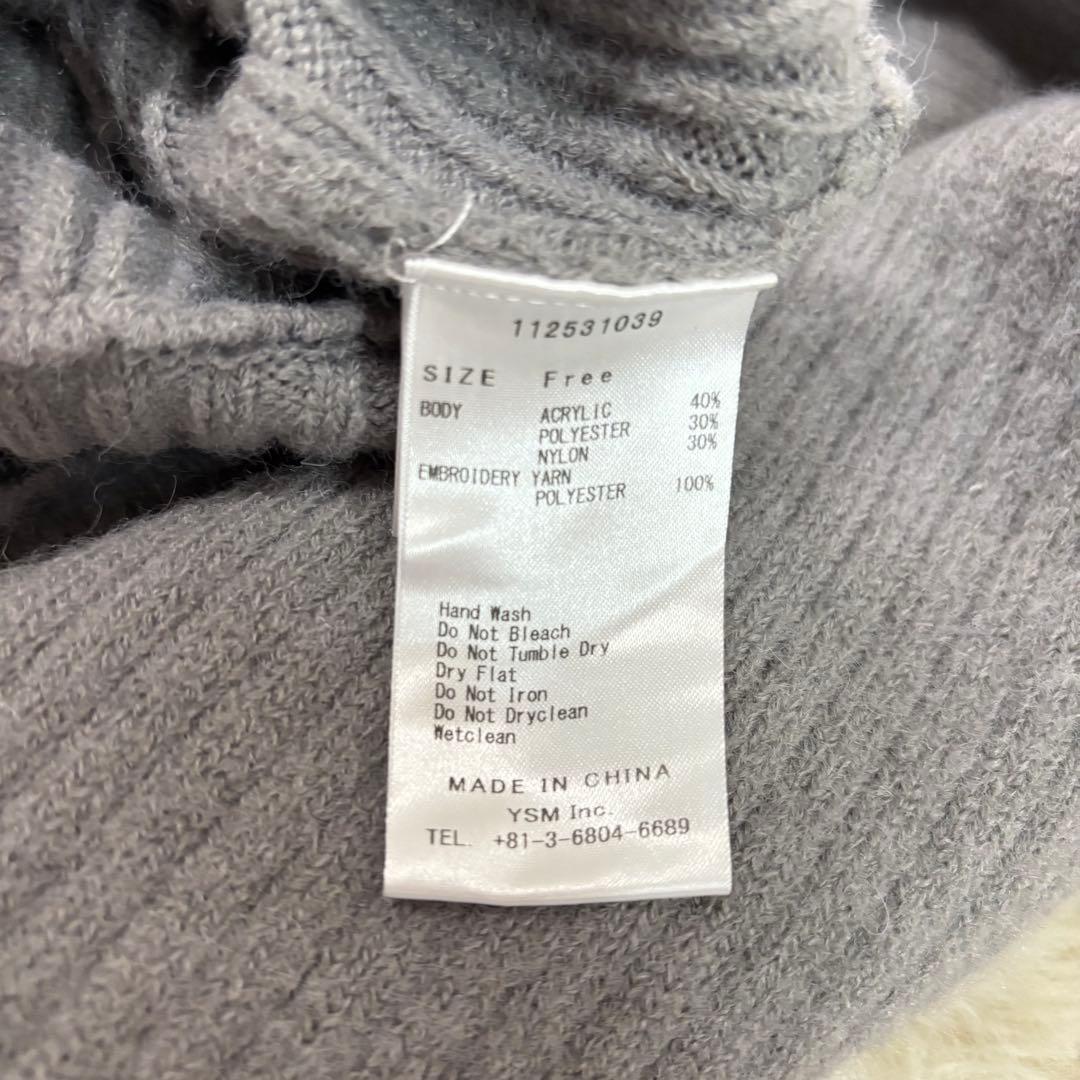 112531039
SIZE Free
BODY ACRYLIC 40%
POLYESTER 30%
NYLON 30%
EMBROIDERY YARN
POLYESTER 100%
Hand Wash
Do Not Bleach
Do Not Tumble Dry
Dry Flat
Do Not Iron
Do Not Dryclean
Wetclean
MADE IN CHINA
YSM Inc.
TEL. +81-3-6804-6689